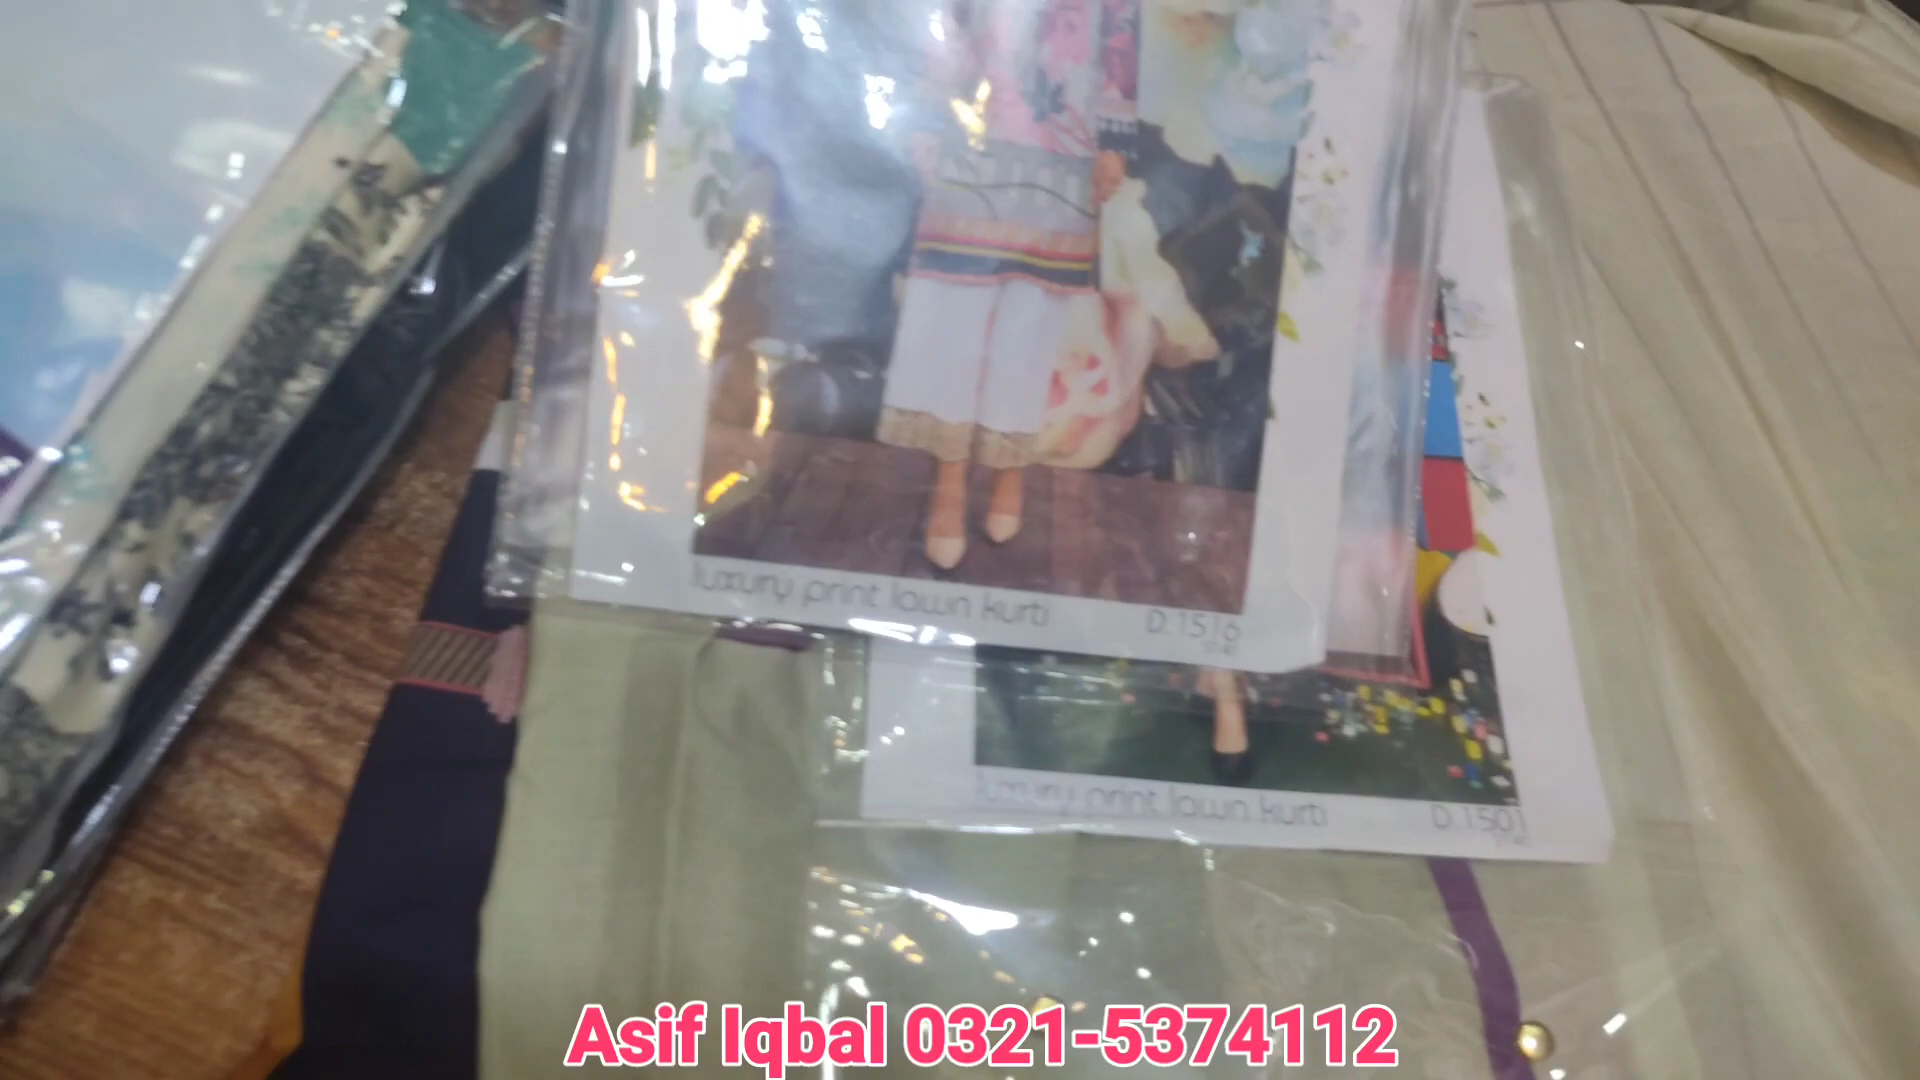 luxury print lawn kurti D.1516
luxury print lawn kurti D.1501
Asif Iqbal 0321-5374112